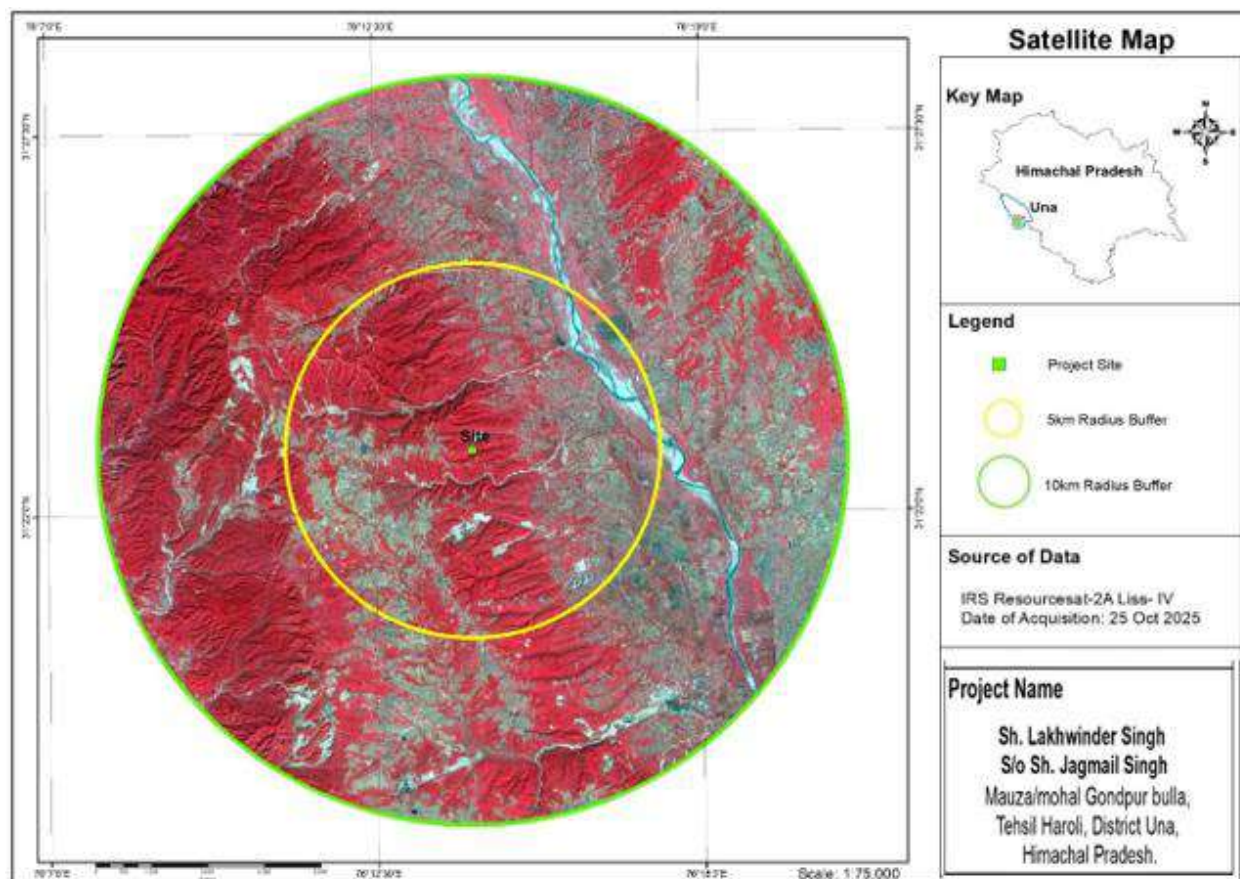 Satellite Map
Key Map
N
S
Himachal Pradesh
Una
Legend
Project Site
5km Radius Buffer
10km Radius Buffer
Source of Data
IRS Resourcesat-2A Liss- IV
Date of Acquisition: 25 Oct 2025
Project Name
Sh. Lakhwinder Singh
S/o Sh. Jagmail Singh
Mauza/mohal Gondpur bulla,
Tehsil Haroli, District Una,
Himachal Pradesh.
Site
Scale: 1:75,000